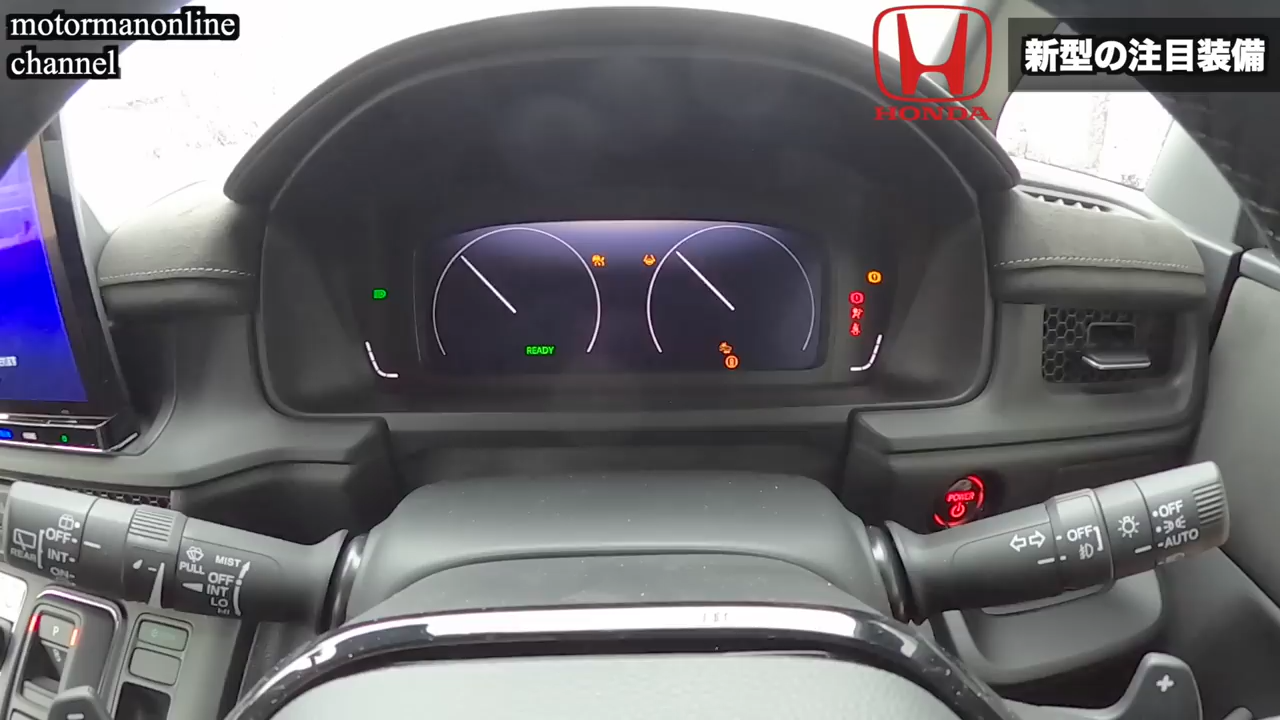 motormanonline
channel
HONDA
新型の注目装備
READY
POWER
REAR
OFF
INT
ON
PULL
MIST
OFF
INT
LO
HI
P
OFF
OFF
AUTO
+